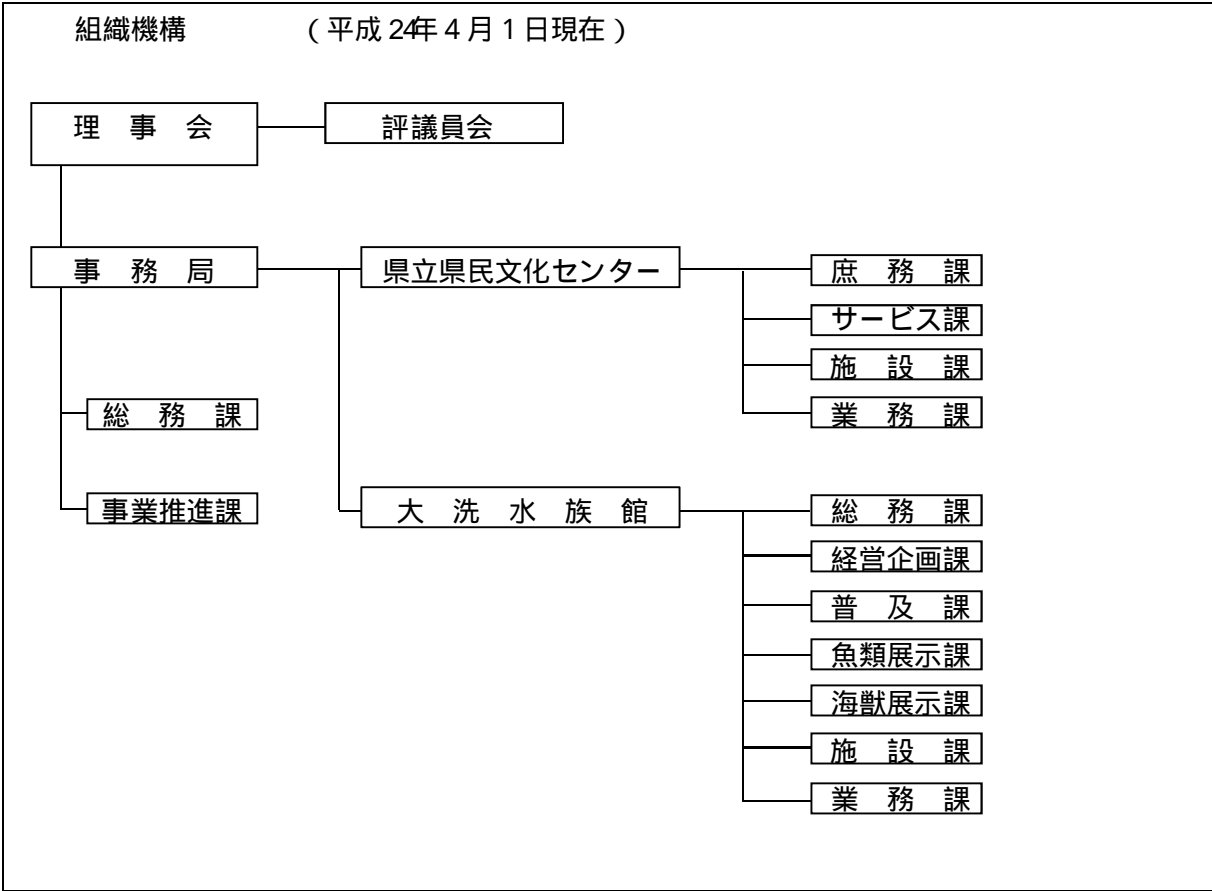 組織機構 （平成24年4月1日現在）
理事会 評議員会
事務局 県立県民文化センター 庶務課
サービス課
施設課
総務課 業務課
事業推進課 大洗水族館 総務課
経営企画課
普及課
魚類展示課
海獣展示課
施設課
業務課